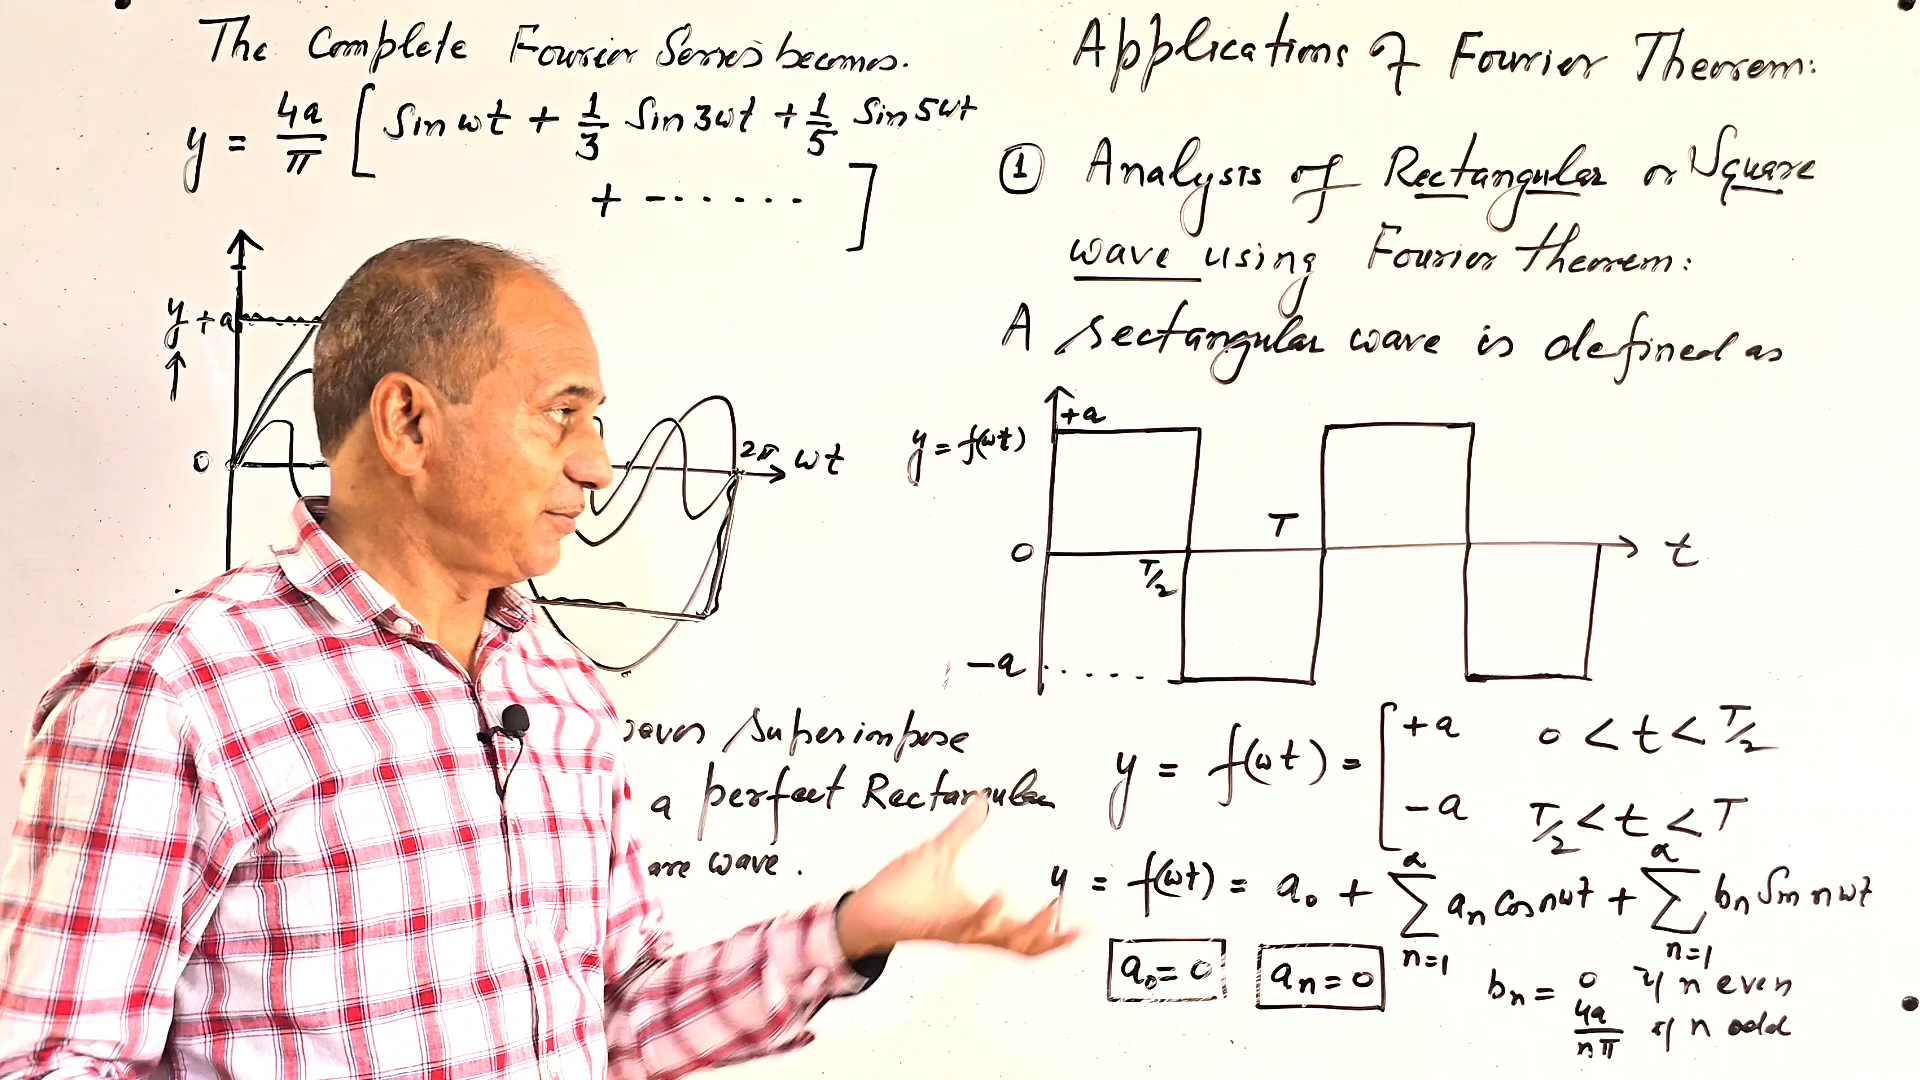 The Complete Fourier Series becomes.
y = 4a/π [ Sin ωt + 1/3 Sin 3ωt + 1/5 Sin 5ωt
+ - ...... ]
y +a
0 2π ωt
superimpose
a perfect Rectangular
are wave.
Applications of Fourier Theorem:
① Analysis of Rectangular or Square
wave using Fourier theorem:
A rectangular wave is defined as
+a
y = f(ωt)
T
0 T/2 t
-a
y = f(ωt) = [ +a 0 < t < T/2
-a T/2 < t < T
y = f(ωt) = a₀ + ∑ₙ₌₁^α aₙ cos nωt + ∑ₙ₌₁^α bₙ Sin nωt
a₀ = 0 aₙ = 0
bₙ = 0 if n even
4a/nπ if n odd